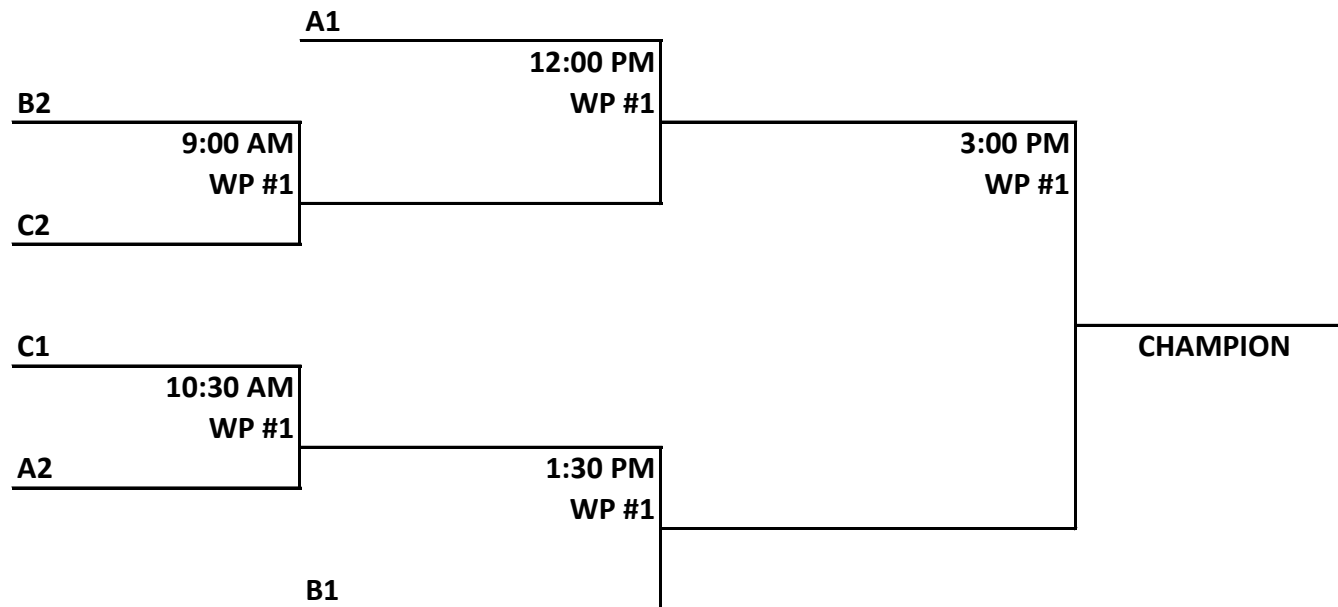 A1
12:00 PM
WP #1
B2
9:00 AM
WP #1
3:00 PM
WP #1
C2
C1
10:30 AM
WP #1
CHAMPION
A2
1:30 PM
WP #1
B1